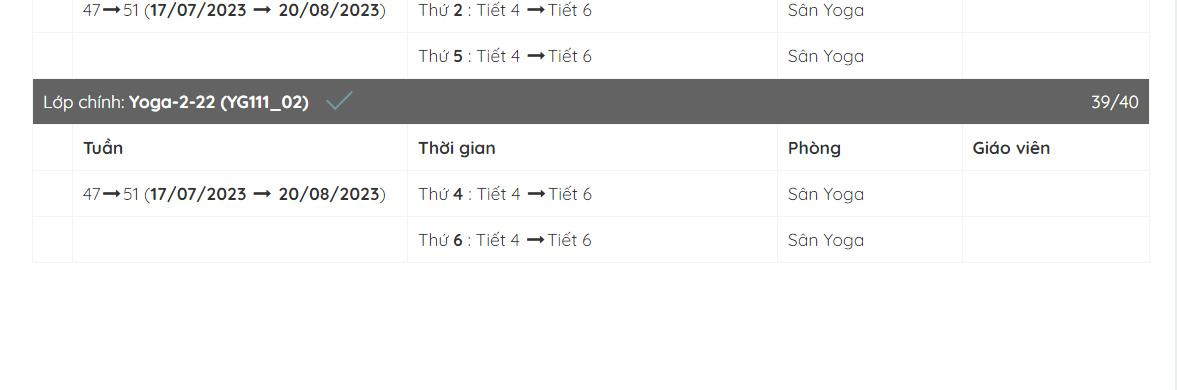 47➞51 (17/07/2023 ➞ 20/08/2023) Thứ 2 : Tiết 4 ➞Tiết 6 Sân Yoga
Thứ 5 : Tiết 4 ➞Tiết 6 Sân Yoga
Lớp chính: Yoga-2-22 (YG111_02) 39/40
Tuần Thời gian Phòng Giáo viên
47➞51 (17/07/2023 ➞ 20/08/2023) Thứ 4 : Tiết 4 ➞Tiết 6 Sân Yoga
Thứ 6 : Tiết 4 ➞Tiết 6 Sân Yoga